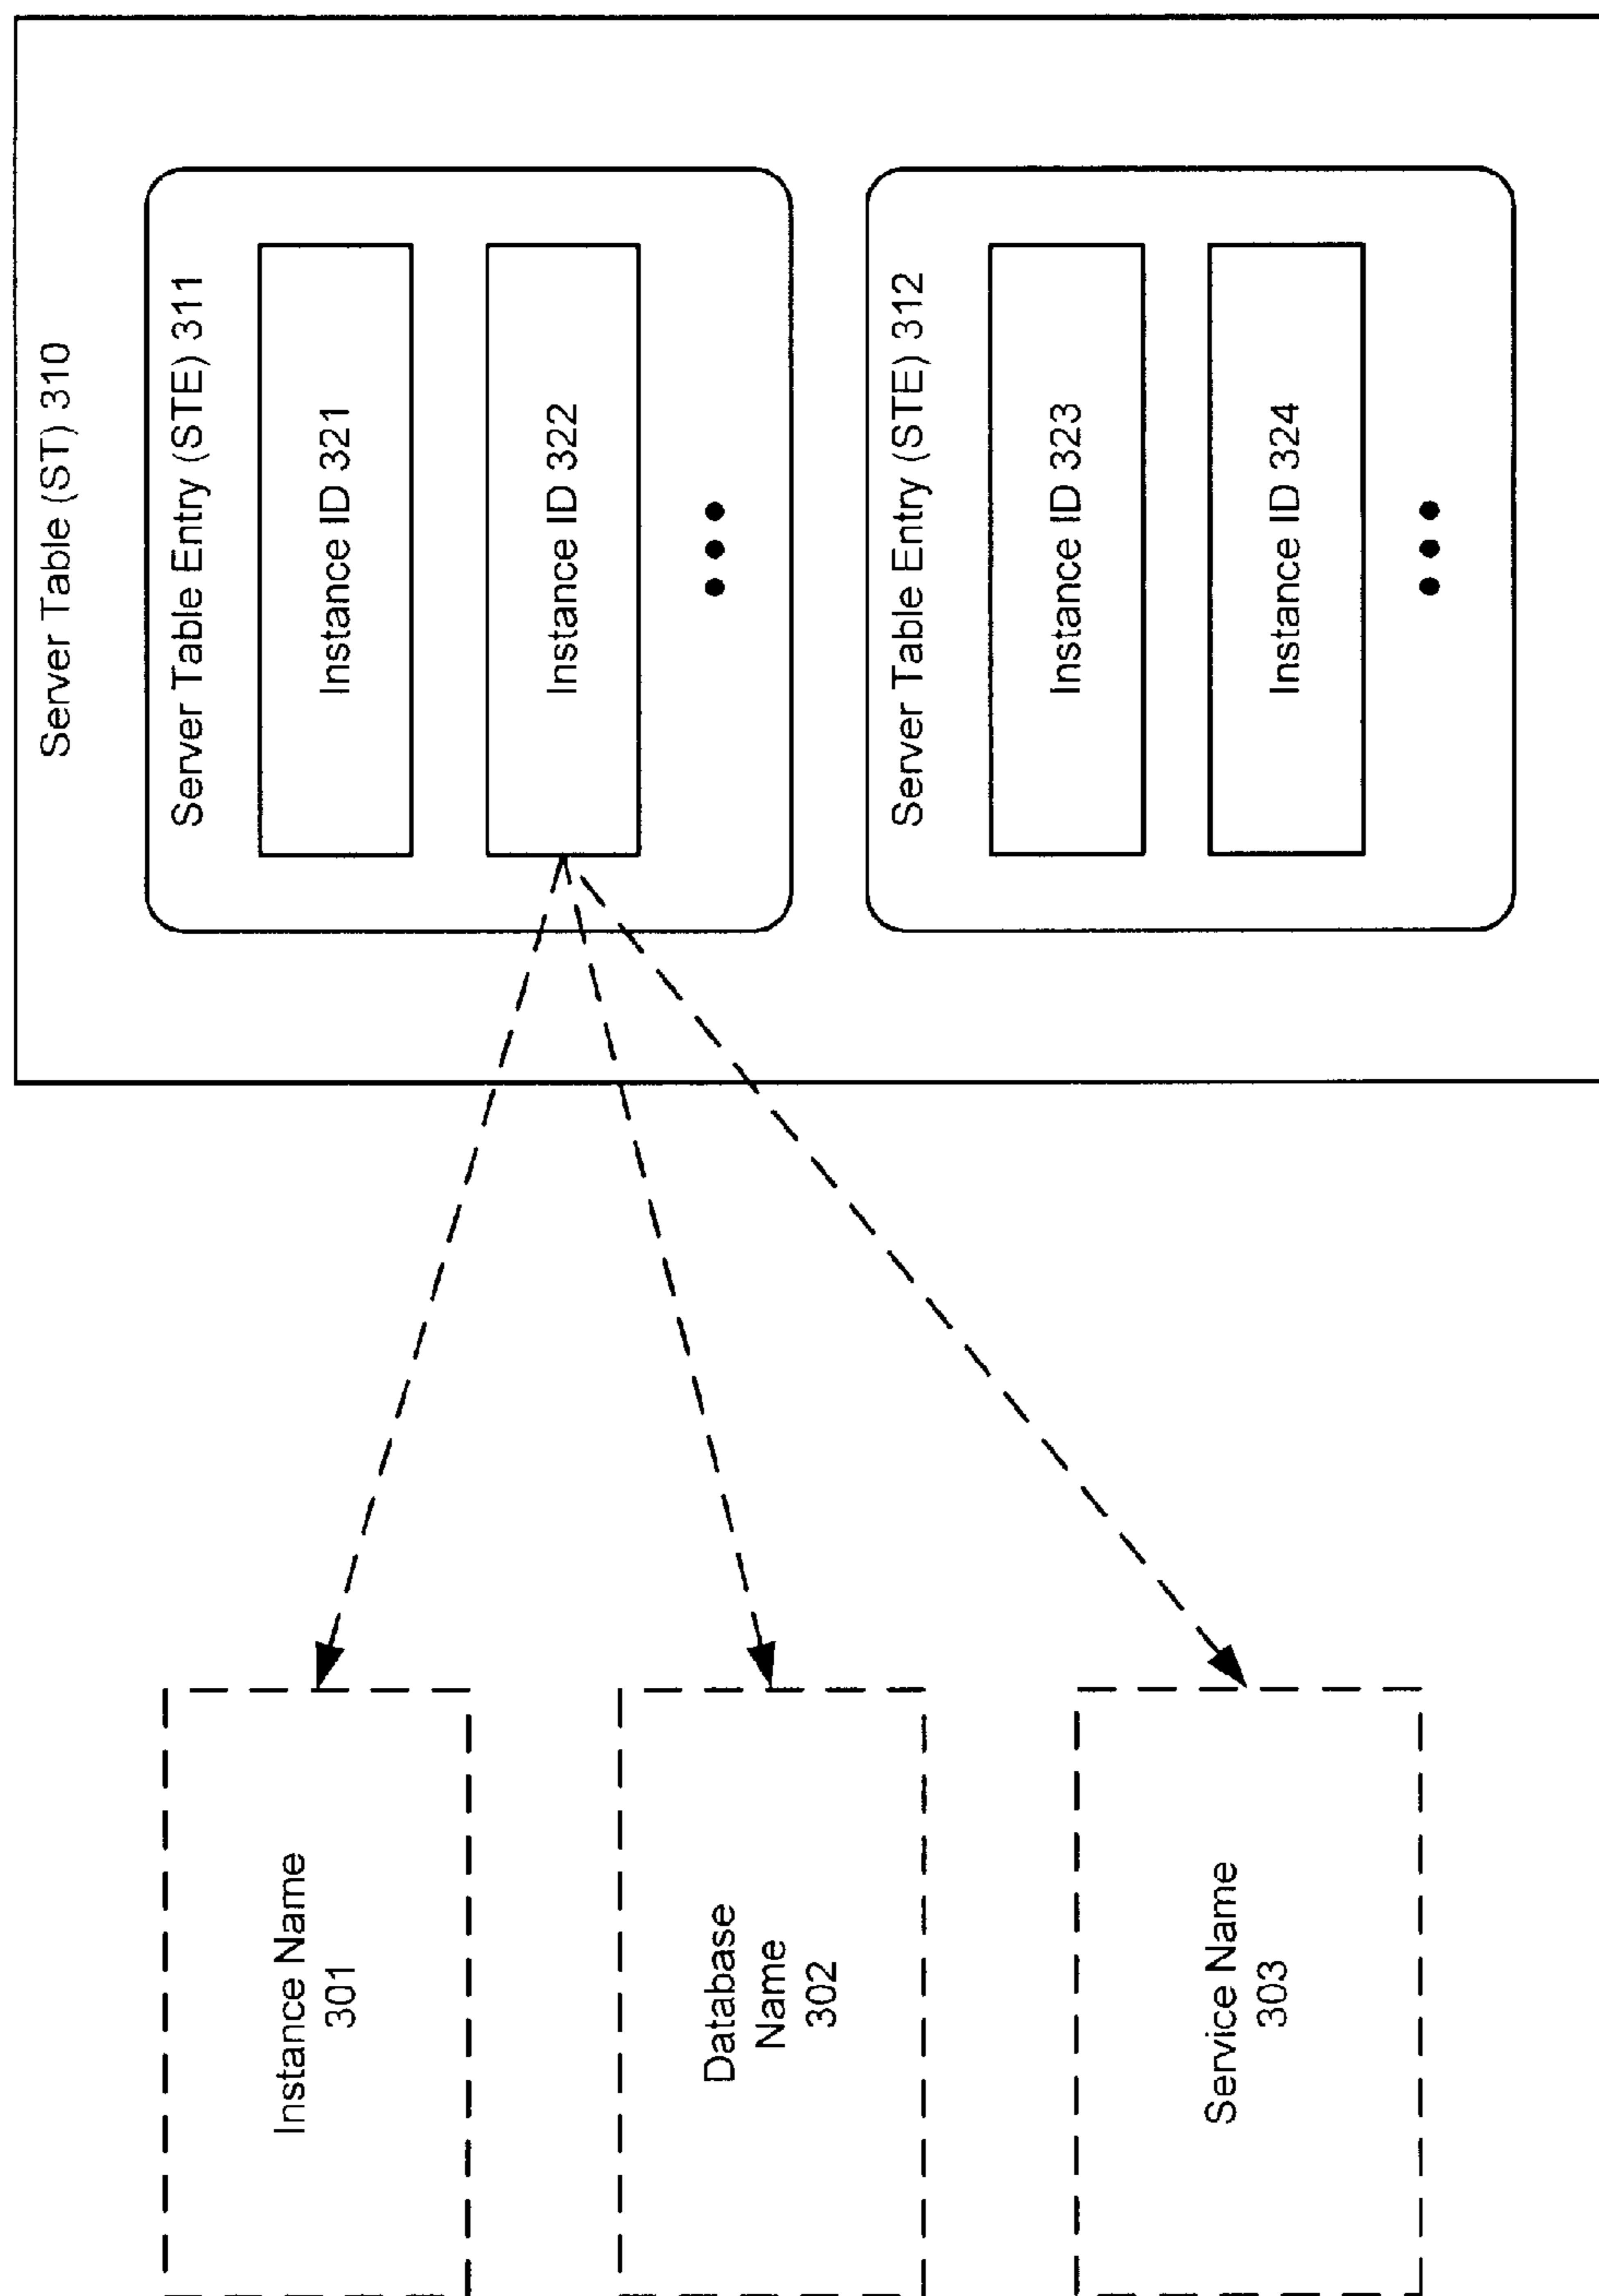 Server Table (ST) 310
Server Table Entry (STE) 311
Instance ID 321
Instance ID 322
Server Table Entry (STE) 312
Instance ID 323
Instance ID 324
Instance Name
301
Database
Name
302
Service Name
303